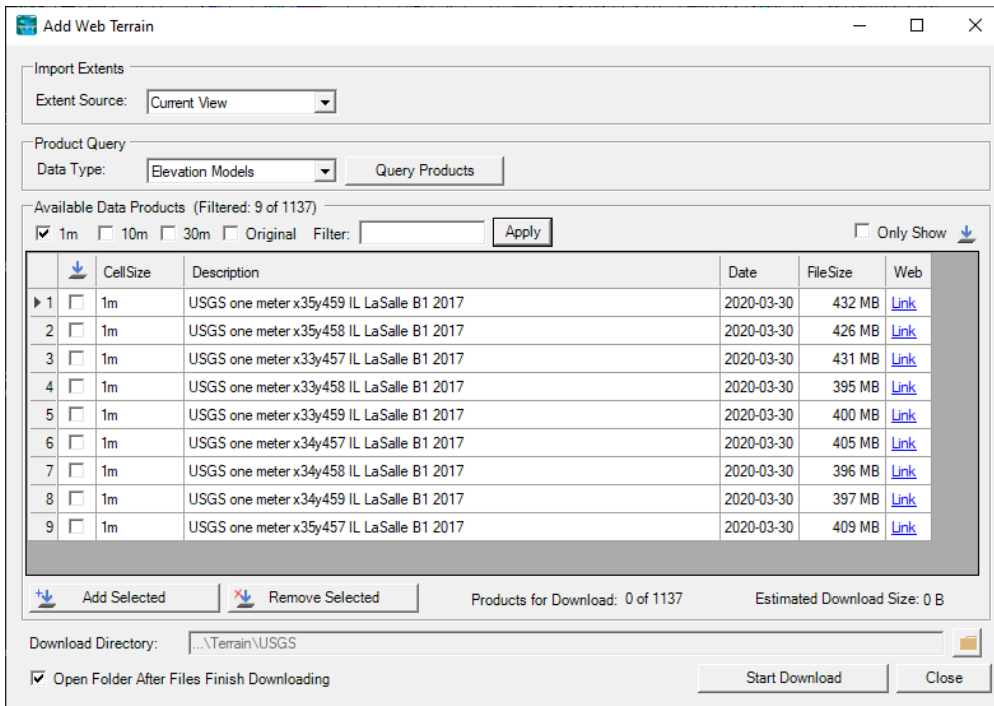 Add Web Terrain
Import Extents
Extent Source: Current View
Product Query
Data Type: Elevation Models Query Products
Available Data Products (Filtered: 9 of 1137)
1m 10m 30m Original Filter: Apply Only Show
CellSize Description Date FileSize Web
1 1m USGS one meter x35y459 IL LaSalle B1 2017 2020-03-30 432 MB Link
2 1m USGS one meter x35y458 IL LaSalle B1 2017 2020-03-30 426 MB Link
3 1m USGS one meter x33y457 IL LaSalle B1 2017 2020-03-30 431 MB Link
4 1m USGS one meter x33y458 IL LaSalle B1 2017 2020-03-30 395 MB Link
5 1m USGS one meter x33y459 IL LaSalle B1 2017 2020-03-30 400 MB Link
6 1m USGS one meter x34y457 IL LaSalle B1 2017 2020-03-30 405 MB Link
7 1m USGS one meter x34y458 IL LaSalle B1 2017 2020-03-30 396 MB Link
8 1m USGS one meter x34y459 IL LaSalle B1 2017 2020-03-30 397 MB Link
9 1m USGS one meter x35y457 IL LaSalle B1 2017 2020-03-30 409 MB Link
Add Selected Remove Selected Products for Download: 0 of 1137 Estimated Download Size: 0 B
Download Directory: ...\Terrain\USGS
Open Folder After Files Finish Downloading Start Download Close